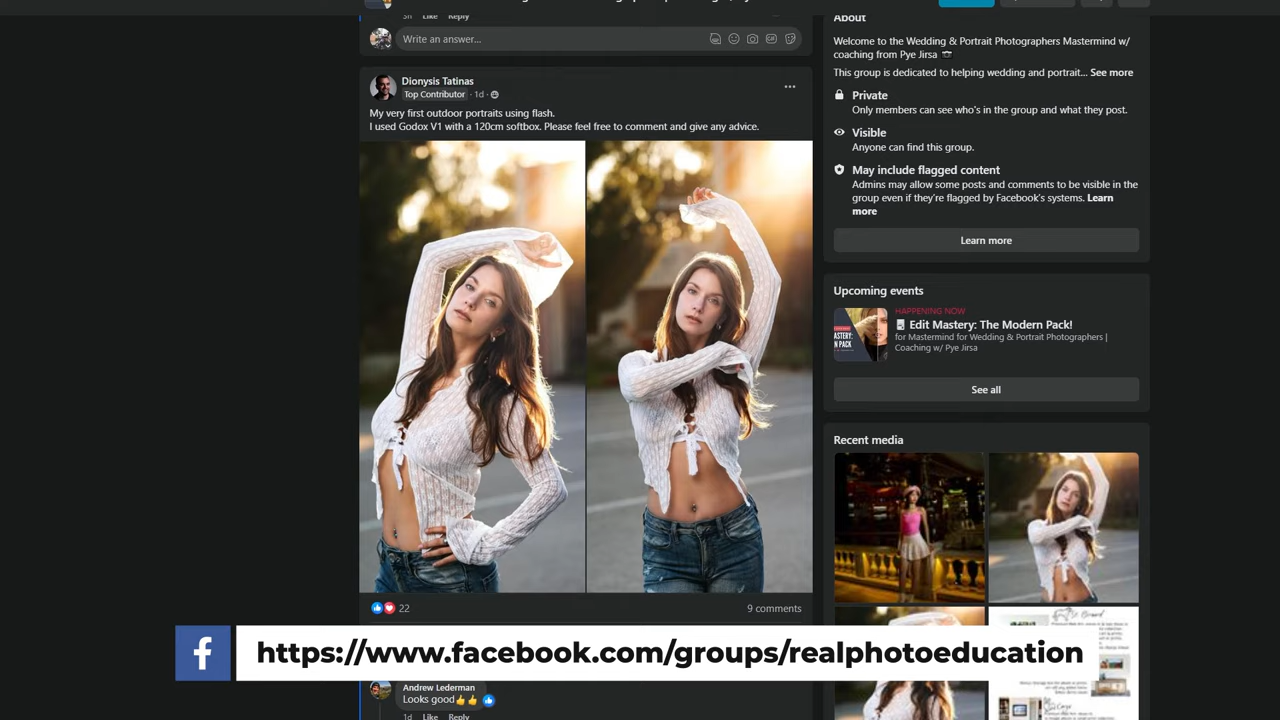 3h Like Reply
Write an answer...
Dionysis Tatinas
Top Contributor · 1d ·
My very first outdoor portraits using flash.
I used Godox V1 with a 120cm softbox. Please feel free to comment and give any advice.
22
9 comments
https://www.facebook.com/groups/realphotoeducation
Andrew Lederman
Looks good👍👍
1d Like Reply
About
Welcome to the Wedding & Portrait Photographers Mastermind w/
coaching from Pye Jirsa
This group is dedicated to helping wedding and portrait... See more
Private
Only members can see who's in the group and what they post.
Visible
Anyone can find this group.
May include flagged content
Admins may allow some posts and comments to be visible in the
group even if they're flagged by Facebook's systems. Learn
more
Learn more
Upcoming events
HAPPENING NOW
Edit Mastery: The Modern Pack!
for Mastermind for Wedding & Portrait Photographers |
Coaching w/ Pye Jirsa
See all
Recent media